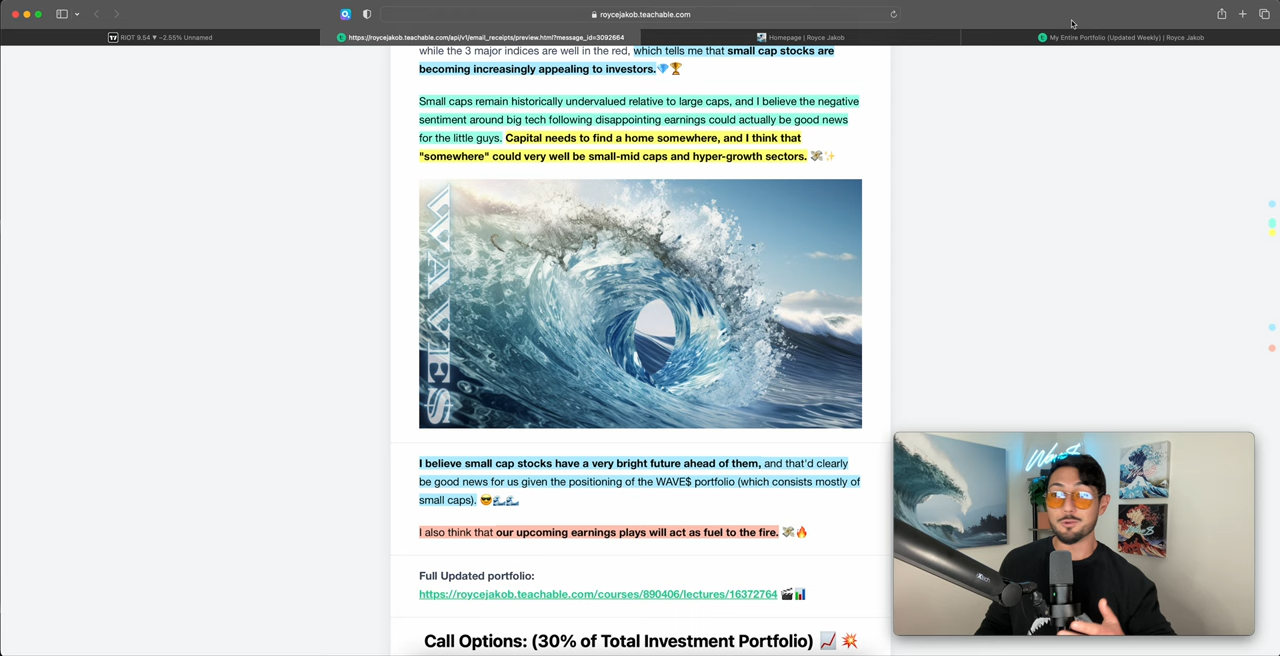 roycejakob.teachable.com
RIOT 9.54 ▼ −2.55% Unnamed
https://roycejakob.teachable.com/api/v1/email_receipts/preview.html?message_id=3092664
Homepage | Royce Jakob
My Entire Portfolio (Updated Weekly) | Royce Jakob
while the 3 major indices are well in the red, which tells me that small cap stocks are
becoming increasingly appealing to investors.💎🏆
Small caps remain historically undervalued relative to large caps, and I believe the negative
sentiment around big tech following disappointing earnings could actually be good news
for the little guys. Capital needs to find a home somewhere, and I think that
"somewhere" could very well be small-mid caps and hyper-growth sectors. 💸✨
WAVES
I believe small cap stocks have a very bright future ahead of them, and that'd clearly
be good news for us given the positioning of the WAVE$ portfolio (which consists mostly of
small caps). 😎🌊🌊
I also think that our upcoming earnings plays will act as fuel to the fire. 💸🔥
Full Updated portfolio:
https://roycejakob.teachable.com/courses/890406/lectures/16372764 🎬📊
Call Options: (30% of Total Investment Portfolio) 📈 💥